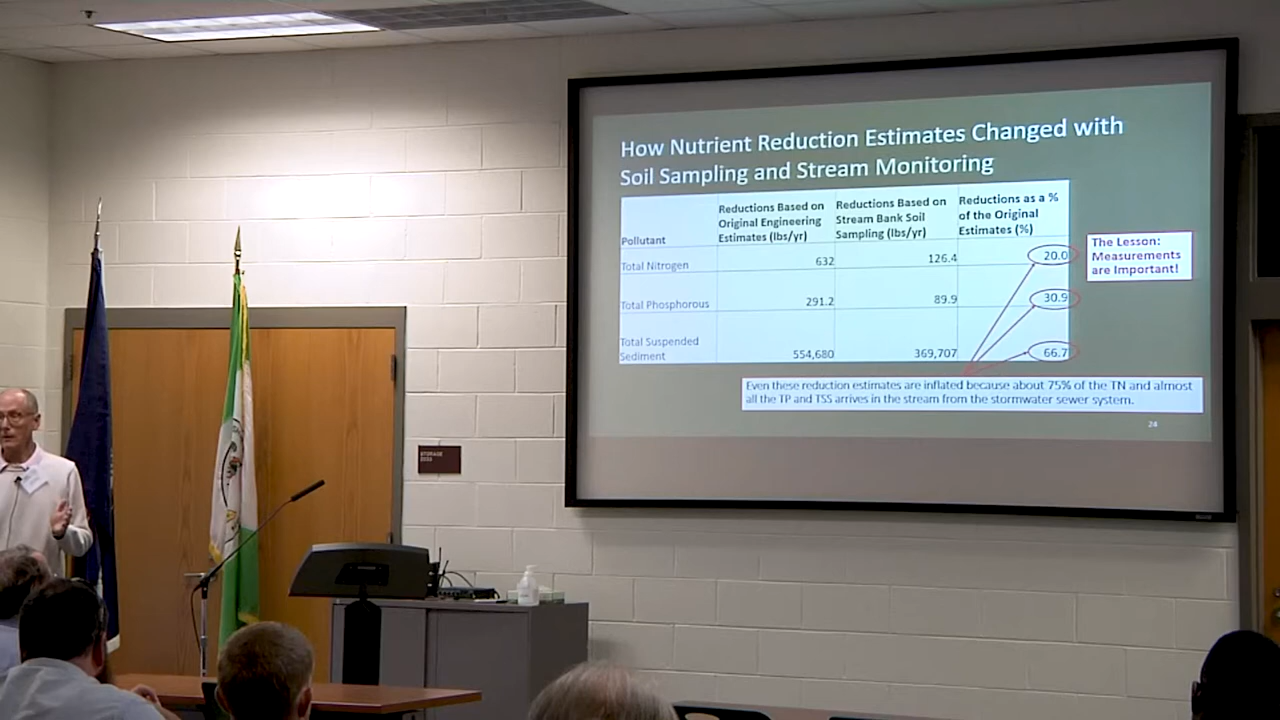 How Nutrient Reduction Estimates Changed with
Soil Sampling and Stream Monitoring
Pollutant
Reductions Based on
Original Engineering
Estimates (lbs/yr)
Reductions Based on
Stream Bank Soil
Sampling (lbs/yr)
Reductions as a %
of the Original
Estimates (%)
Total Nitrogen
632
126.4
20.0
Total Phosphorous
291.2
89.9
30.9
Total Suspended
Sediment
554,680
369,707
66.7
The Lesson:
Measurements
are Important!
Even these reduction estimates are inflated because about 75% of the TN and almost
all the TP and TSS arrives in the stream from the stormwater sewer system.
24
STORAGE